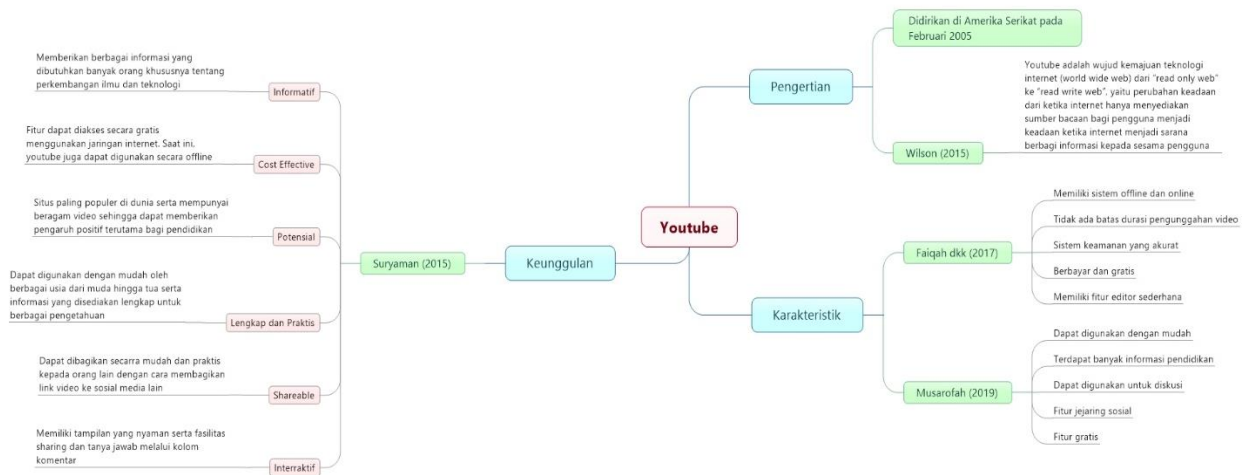 Youtube
Pengertian
Didirikan di Amerika Serikat pada
Februari 2005
Wilson (2015)
Youtube adalah wujud kemajuan teknologi
internet (world wide web) dari "read only web"
ke "read write web", yaitu perubahan keadaan
dari ketika internet hanya menyediakan
sumber bacaan bagi pengguna menjadi
keadaan ketika internet menjadi sarana
berbagi informasi kepada sesama pengguna
Karakteristik
Faiqah dkk (2017)
Memiliki sistem offline dan online
Tidak ada batas durasi pengunggahan video
Sistem keamanan yang akurat
Berbayar dan gratis
Memiliki fitur editor sederhana
Musarofah (2019)
Dapat digunakan dengan mudah
Terdapat banyak informasi pendidikan
Dapat digunakan untuk diskusi
Fitur jejaring sosial
Fitur gratis
Keunggulan
Suryaman (2015)
Informatif
Memberikan berbagai informasi yang
dibutuhkan banyak orang khususnya tentang
perkembangan ilmu dan teknologi
Cost Effective
Fitur dapat diakses secara gratis
menggunakan jaringan internet. Saat ini,
youtube juga dapat digunakan secara offline
Potensial
Situs paling populer di dunia serta mempunyai
beragam video sehingga dapat memberikan
pengaruh positif terutama bagi pendidikan
Lengkap dan Praktis
Dapat digunakan dengan mudah oleh
berbagai usia dari muda hingga tua serta
informasi yang disediakan lengkap untuk
berbagai pengetahuan
Shareable
Dapat dibagikan secarra mudah dan praktis
kepada orang lain dengan cara membagikan
link video ke sosial media lain
Interraktif
Memiliki tampilan yang nyaman serta fasilitas
sharing dan tanya jawab melalui kolom
komentar